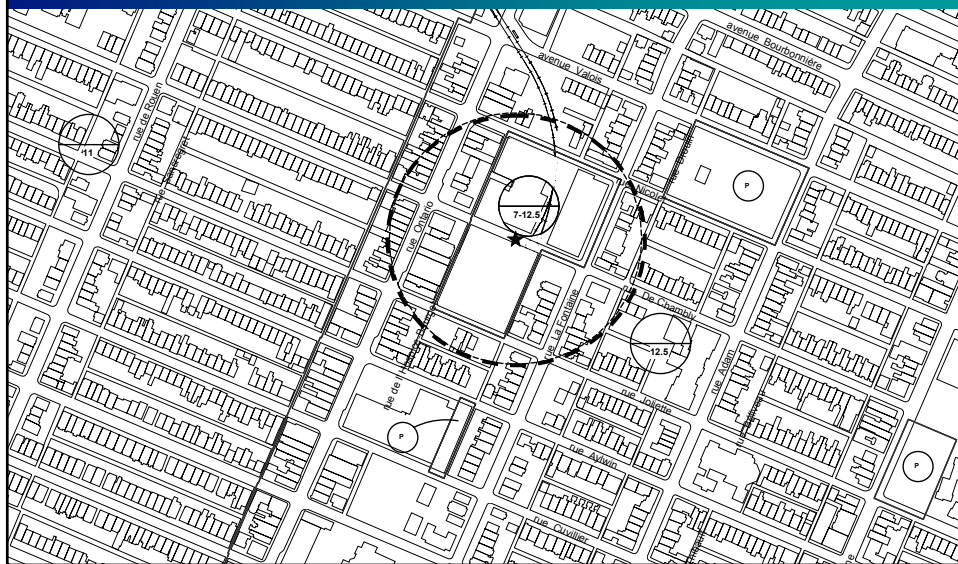 avenue Bourbonnière
avenue Valois
rue de Rouen
11
rue Nicolet
P
7-12.5
rue Ontario
rue La Fontaine
De Chambly
12.5
rue Adam
rue Joliette
P
rue Aylwin
P
rue Cuvillier